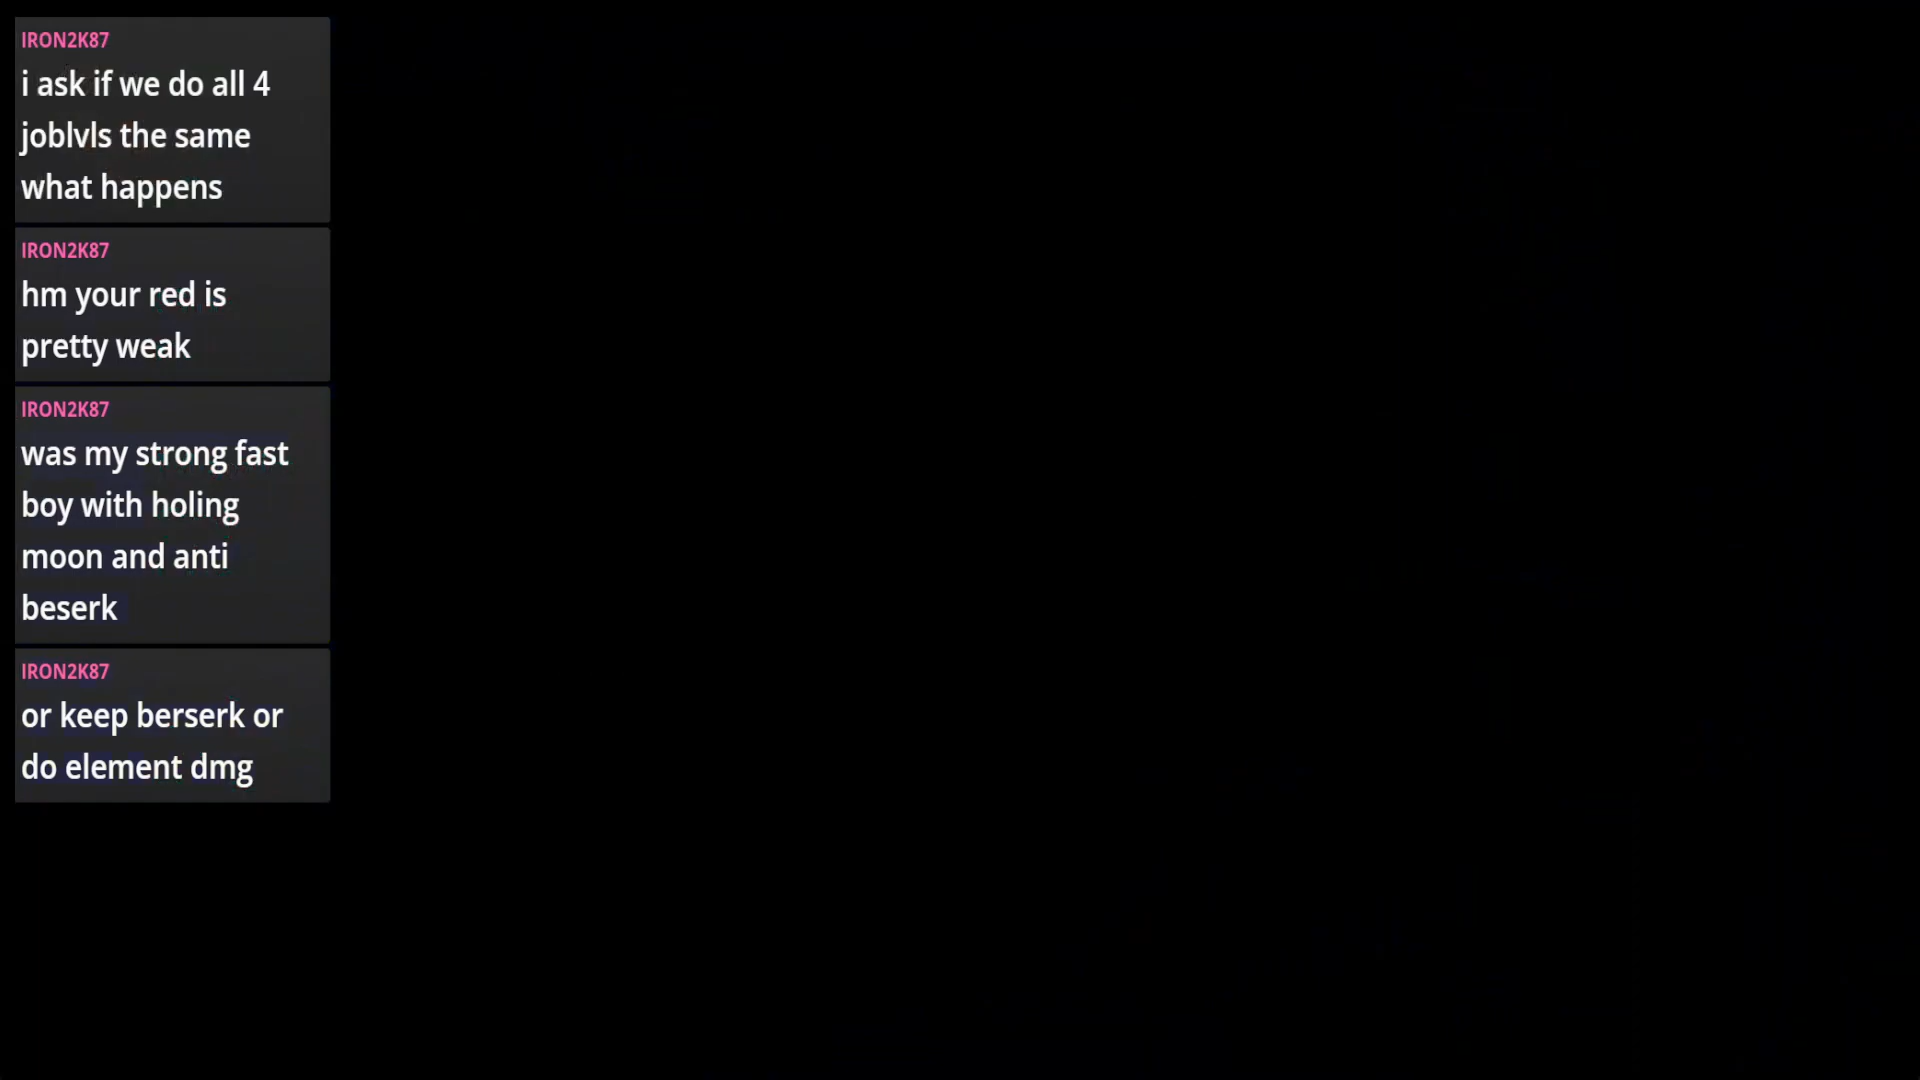 IRON2K87
i ask if we do all 4
joblvls the same
what happens
IRON2K87
hm your red is
pretty weak
IRON2K87
was my strong fast
boy with holing
moon and anti
beserk
IRON2K87
or keep berserk or
do element dmg